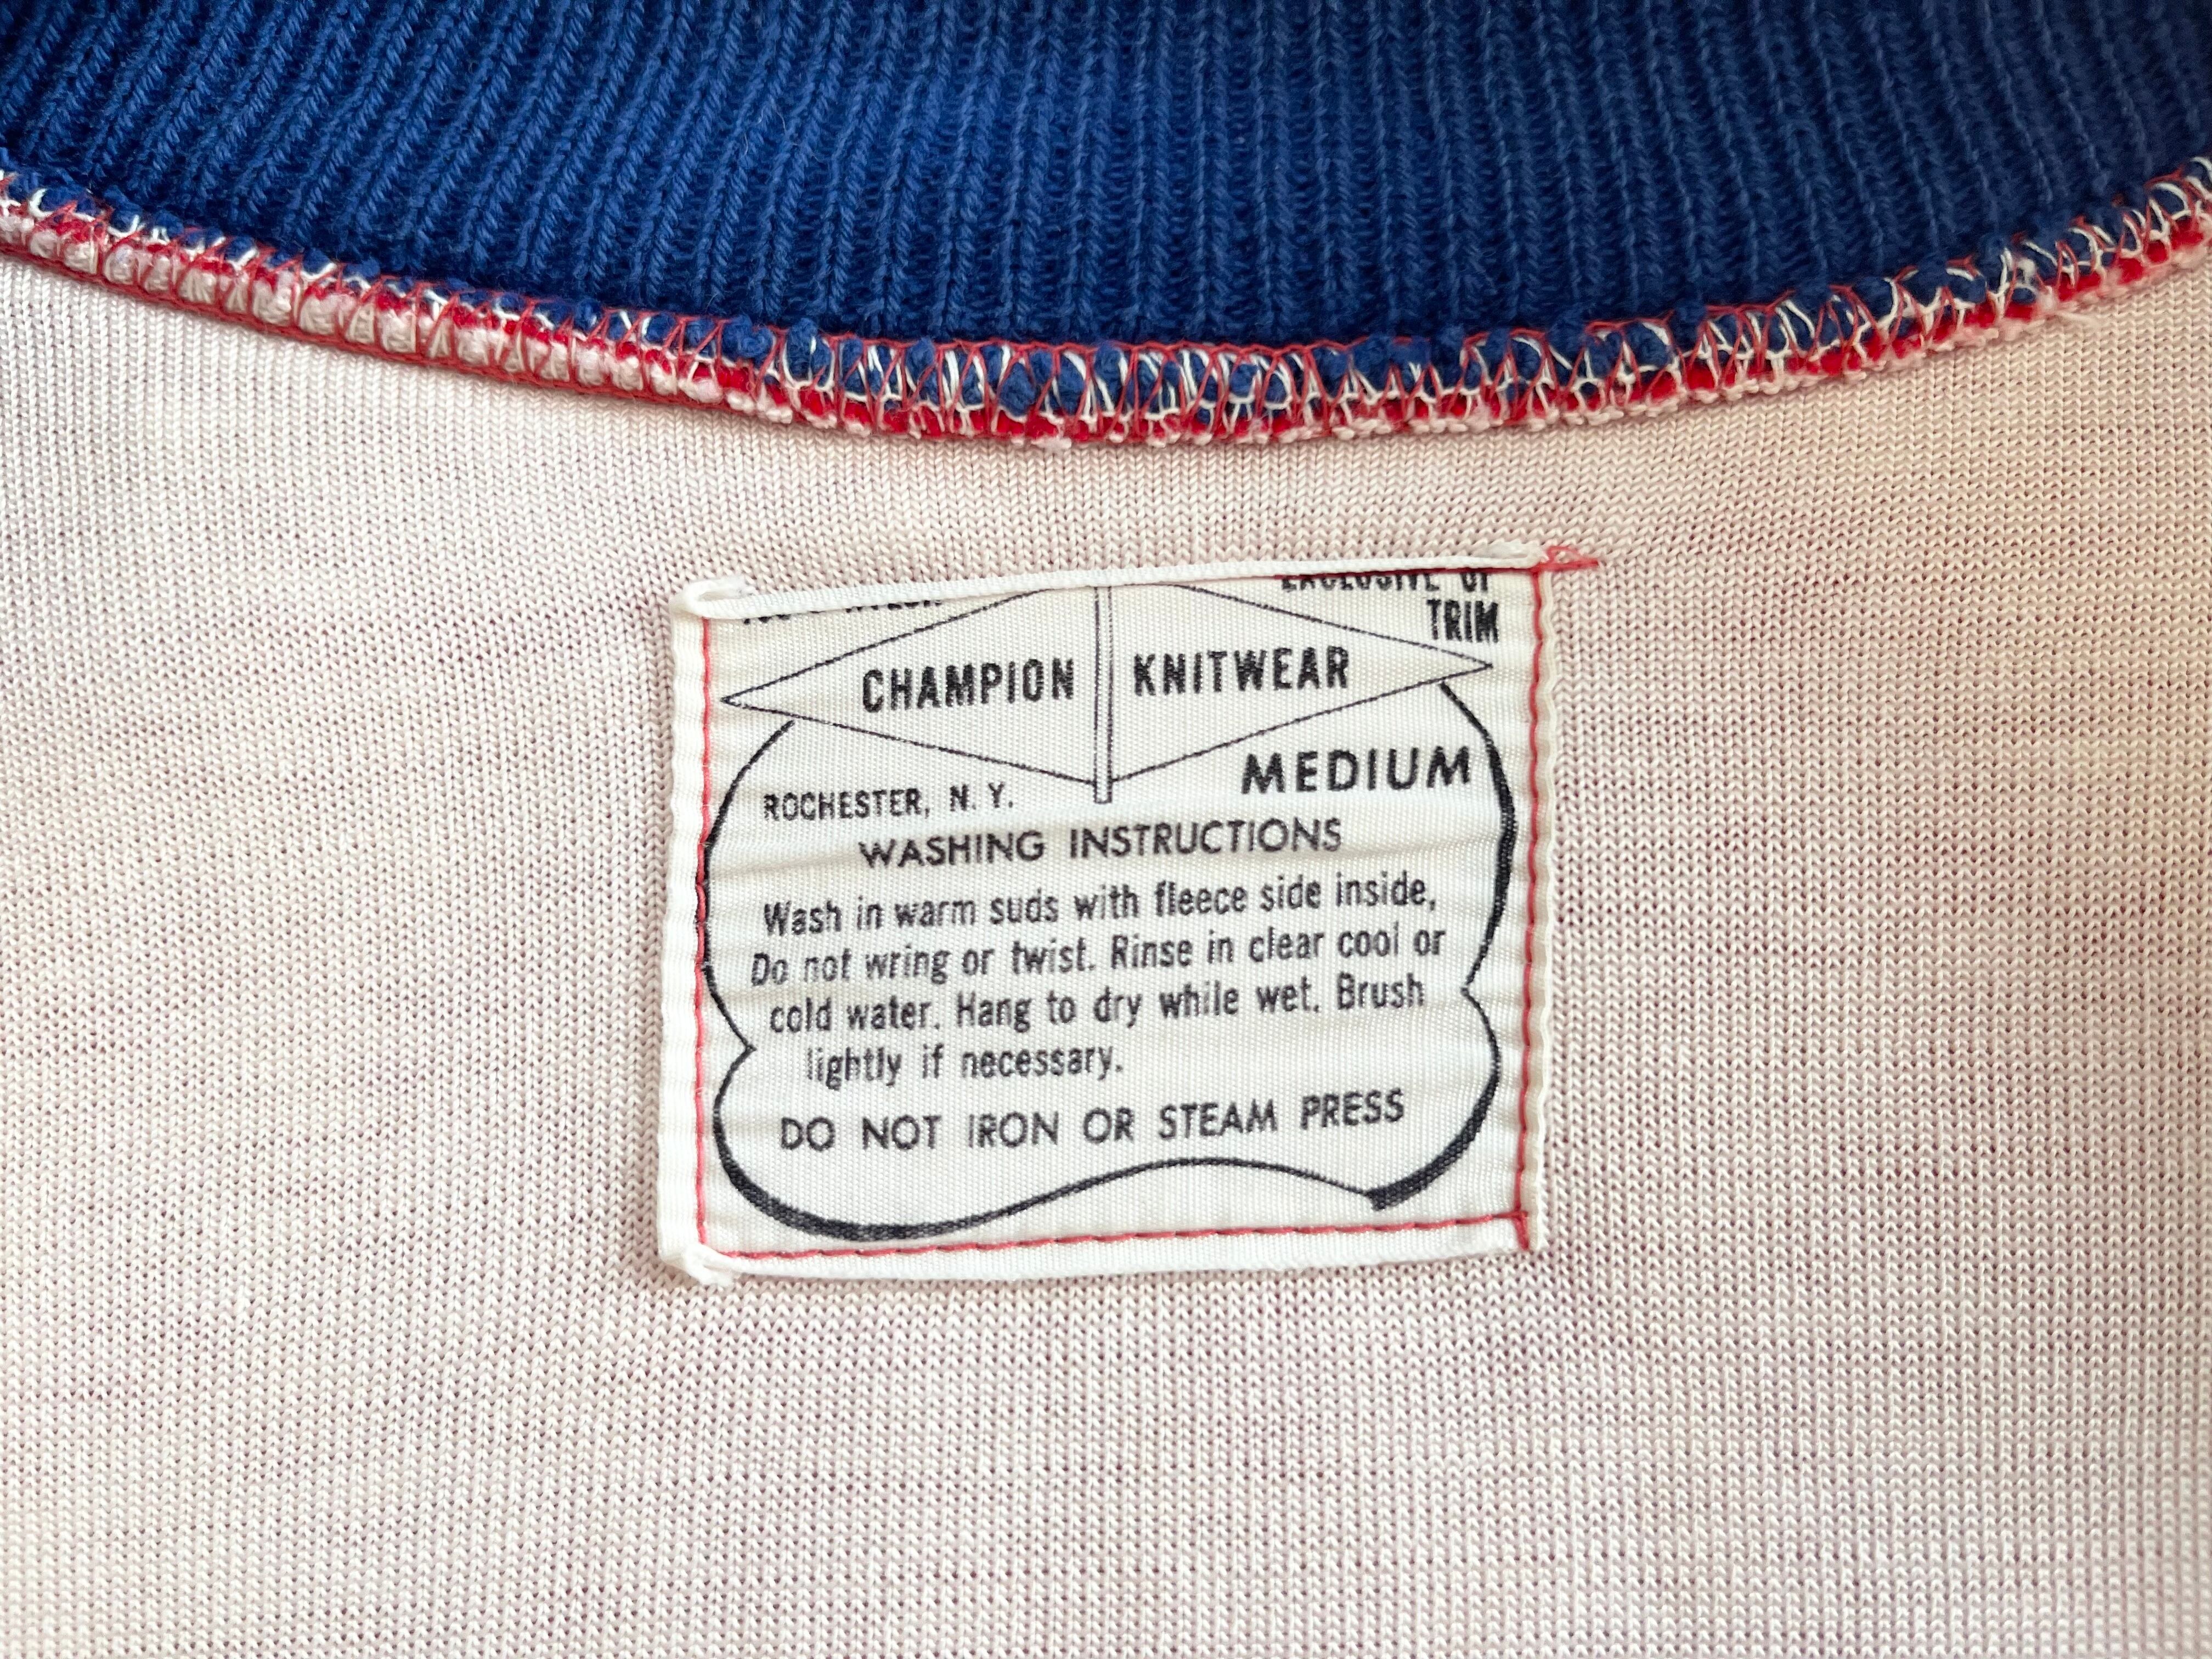 EXCLUSIVE OF
TRIM
CHAMPION KNITWEAR
MEDIUM
ROCHESTER, N. Y.
WASHING INSTRUCTIONS
Wash in warm suds with fleece side inside,
Do not wring or twist. Rinse in clear cool or
cold water. Hang to dry while wet. Brush
lightly if necessary.
DO NOT IRON OR STEAM PRESS